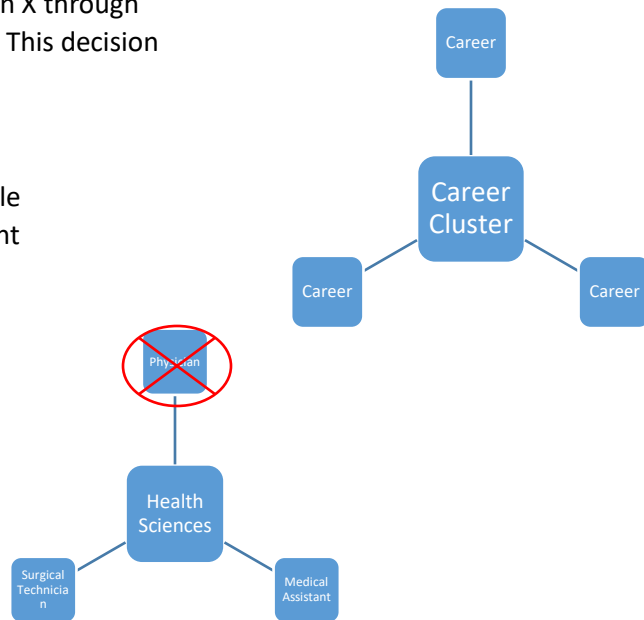 n X through
This decision
le
nt
Career
Career
Cluster
Career
Career
Physician
Health
Sciences
Surgical
Technicia
n
Medical
Assistant